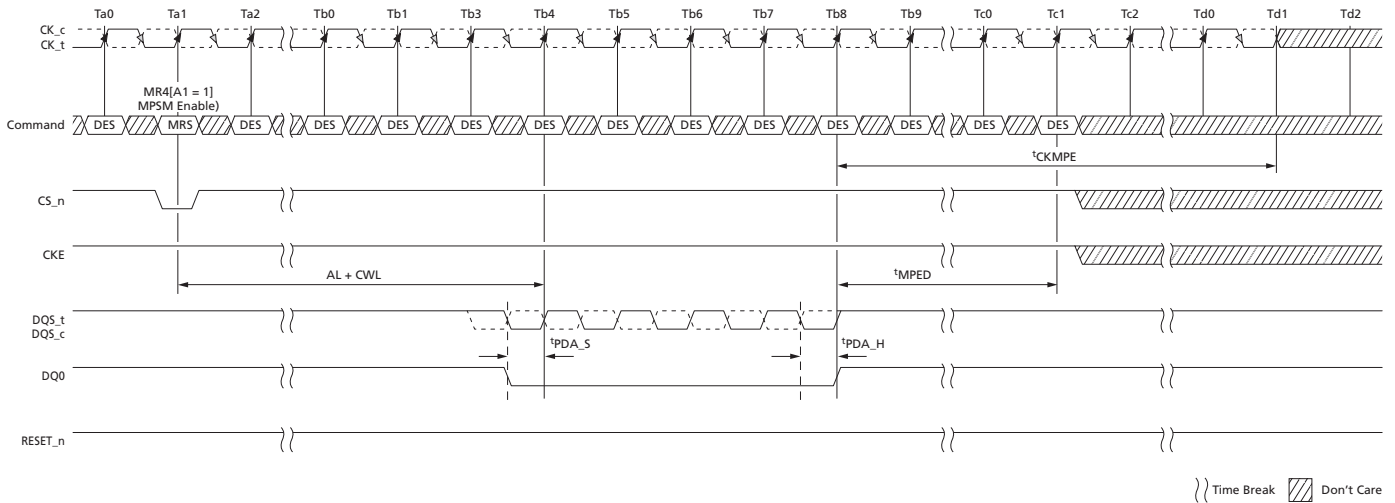 Ta0 Ta1 Ta2 Tb0 Tb1 Tb2 Tb3 Tb4 Tb5 Tb6 Tb7 Tb8 Tb9 Tc0 Tc1 Tc2 Td0 Td1 Td2
CK_c
CK_t
MR4[A1 = 1]
MPSM Enable)
Command DES MRS DES DES DES DES DES DES DES DES DES DES DES DES
tCKMPE
CS_n
CKE
AL + CWL tMPED
DQS_t
DQS_c
tPDA_S tPDA_H
DQ0
RESET_n
Time Break Don't Care